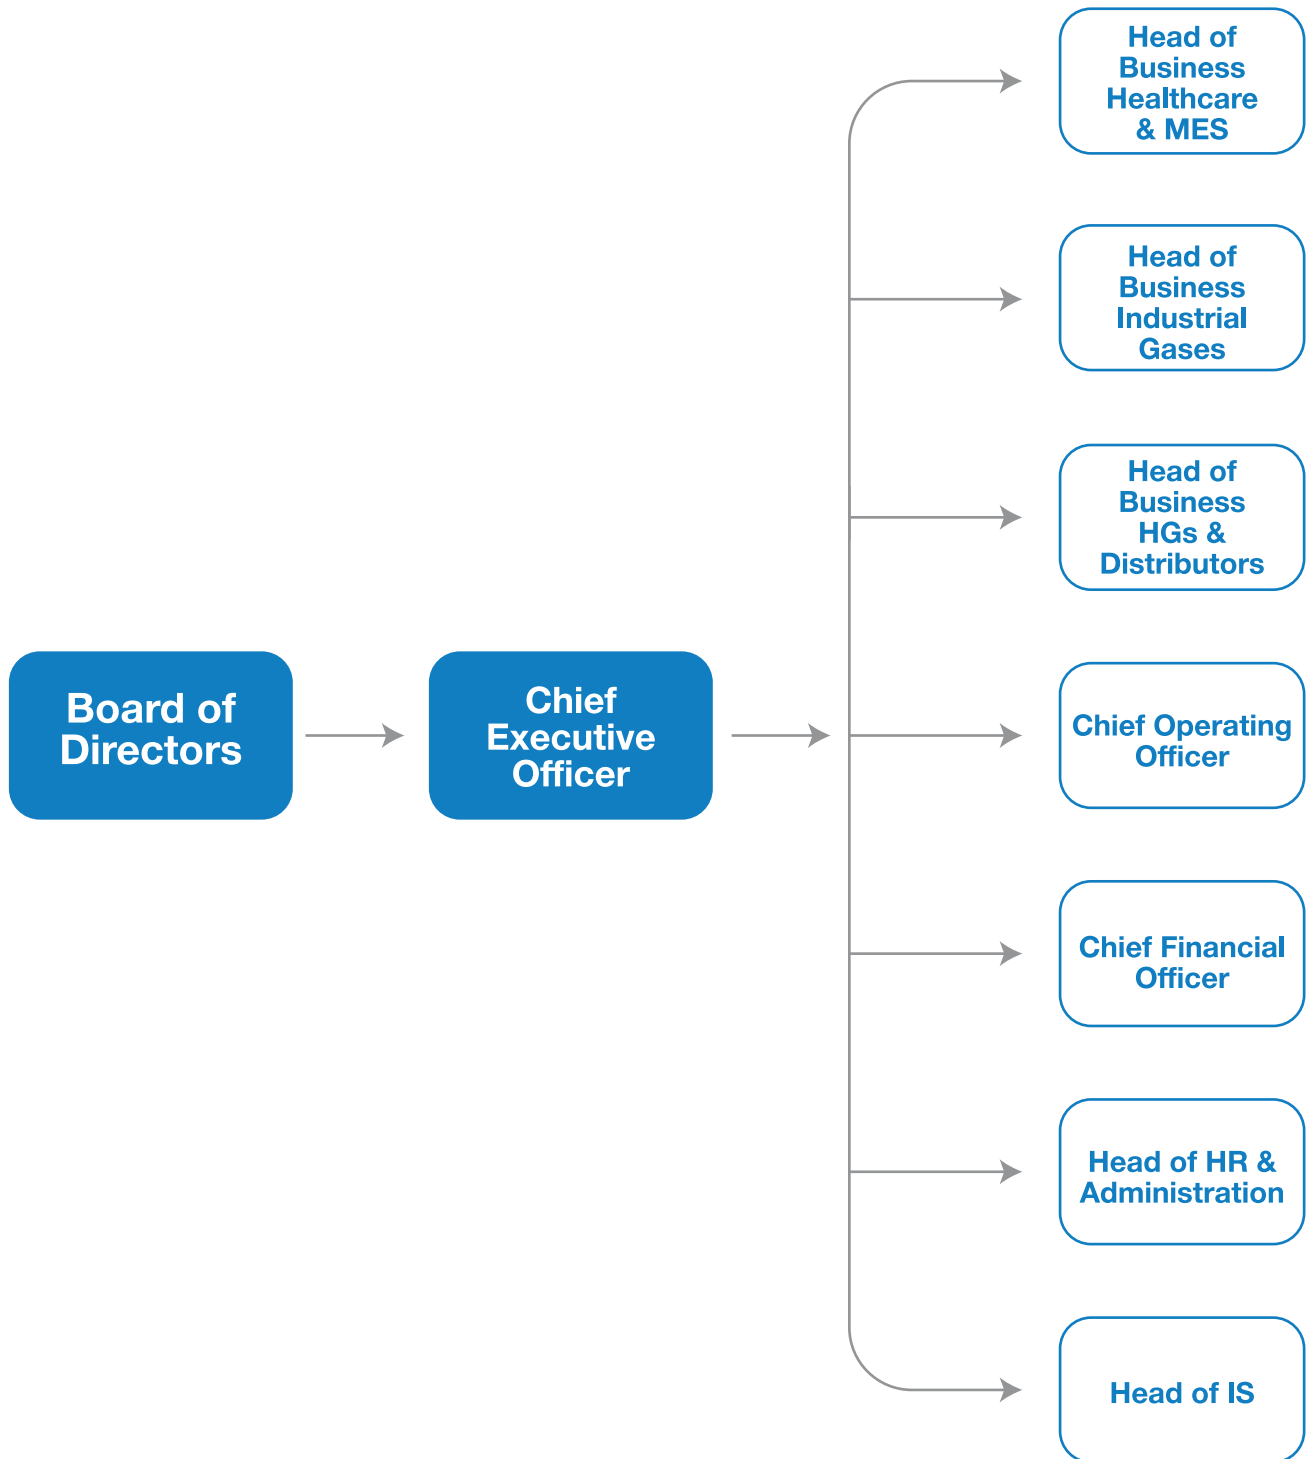 Head of
Business
Healthcare
& MES
Head of
Business
Industrial
Gases
Head of
Business
HGs &
Distributors
Board of
Directors
Chief
Executive
Officer
Chief Operating
Officer
Chief Financial
Officer
Head of HR &
Administration
Head of IS